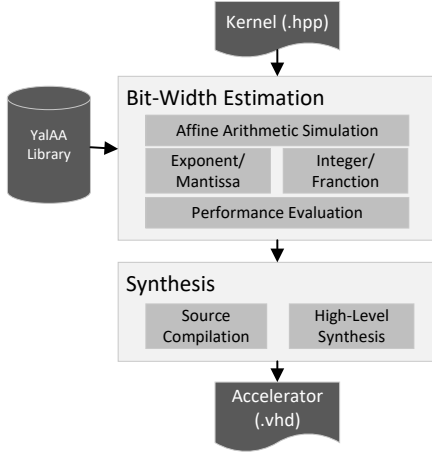 Kernel (.hpp)
YalAA
Library
Bit-Width Estimation
Affine Arithmetic Simulation
Exponent/
Mantissa
Integer/
Franction
Performance Evaluation
Synthesis
Source
Compilation
High-Level
Synthesis
Accelerator
(.vhd)